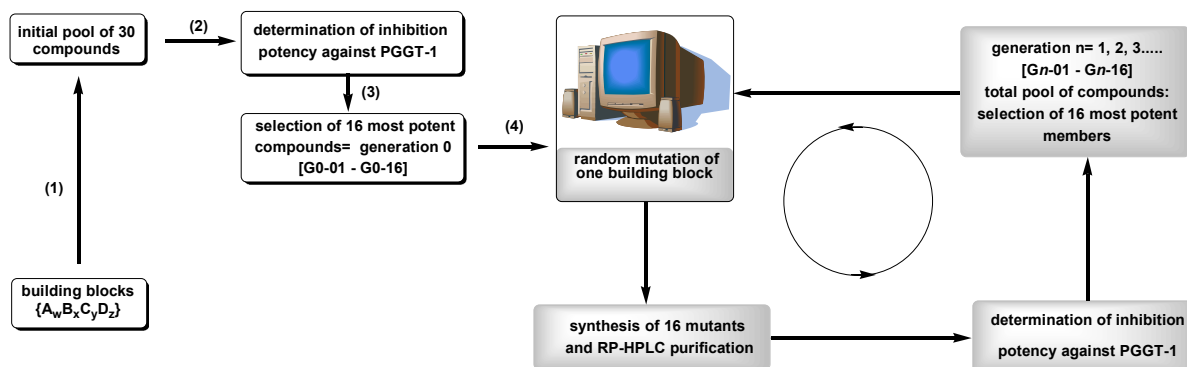 initial pool of 30
compounds
(2)
determination of inhibition
potency against PGGT-1
(3)
selection of 16 most potent
compounds= generation 0
[G0-01 - G0-16]
(4)
(1)
building blocks
{AwBxCyDz}
random mutation of
one building block
generation n= 1, 2, 3.....
[Gn-01 - Gn-16]
total pool of compounds:
selection of 16 most potent
members
synthesis of 16 mutants
and RP-HPLC purification
determination of inhibition
potency against PGGT-1